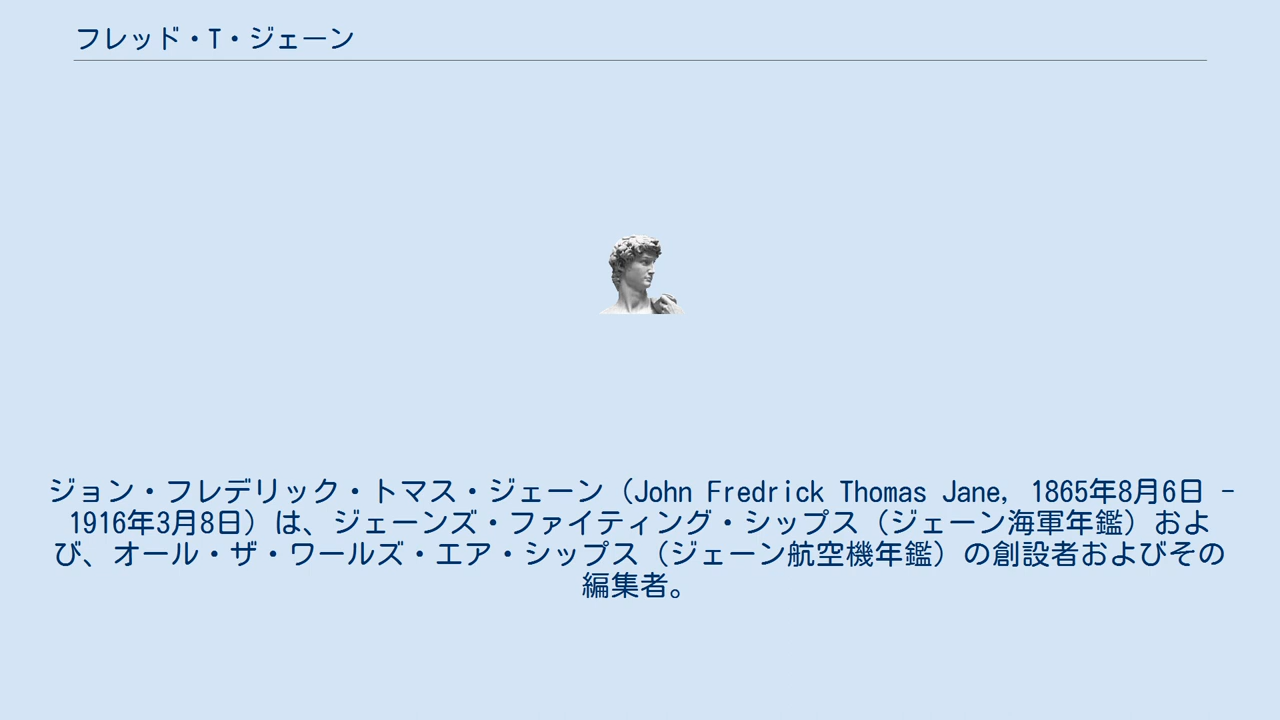 フレッド・T・ジェーン
ジョン・フレデリック・トマス・ジェーン（John Fredrick Thomas Jane, 1865年8月6日 -
1916年3月8日）は、ジェーンズ・ファイティング・シップス（ジェーン海軍年鑑）およ
び、オール・ザ・ワールズ・エア・シップス（ジェーン航空機年鑑）の創設者およびその
編集者。